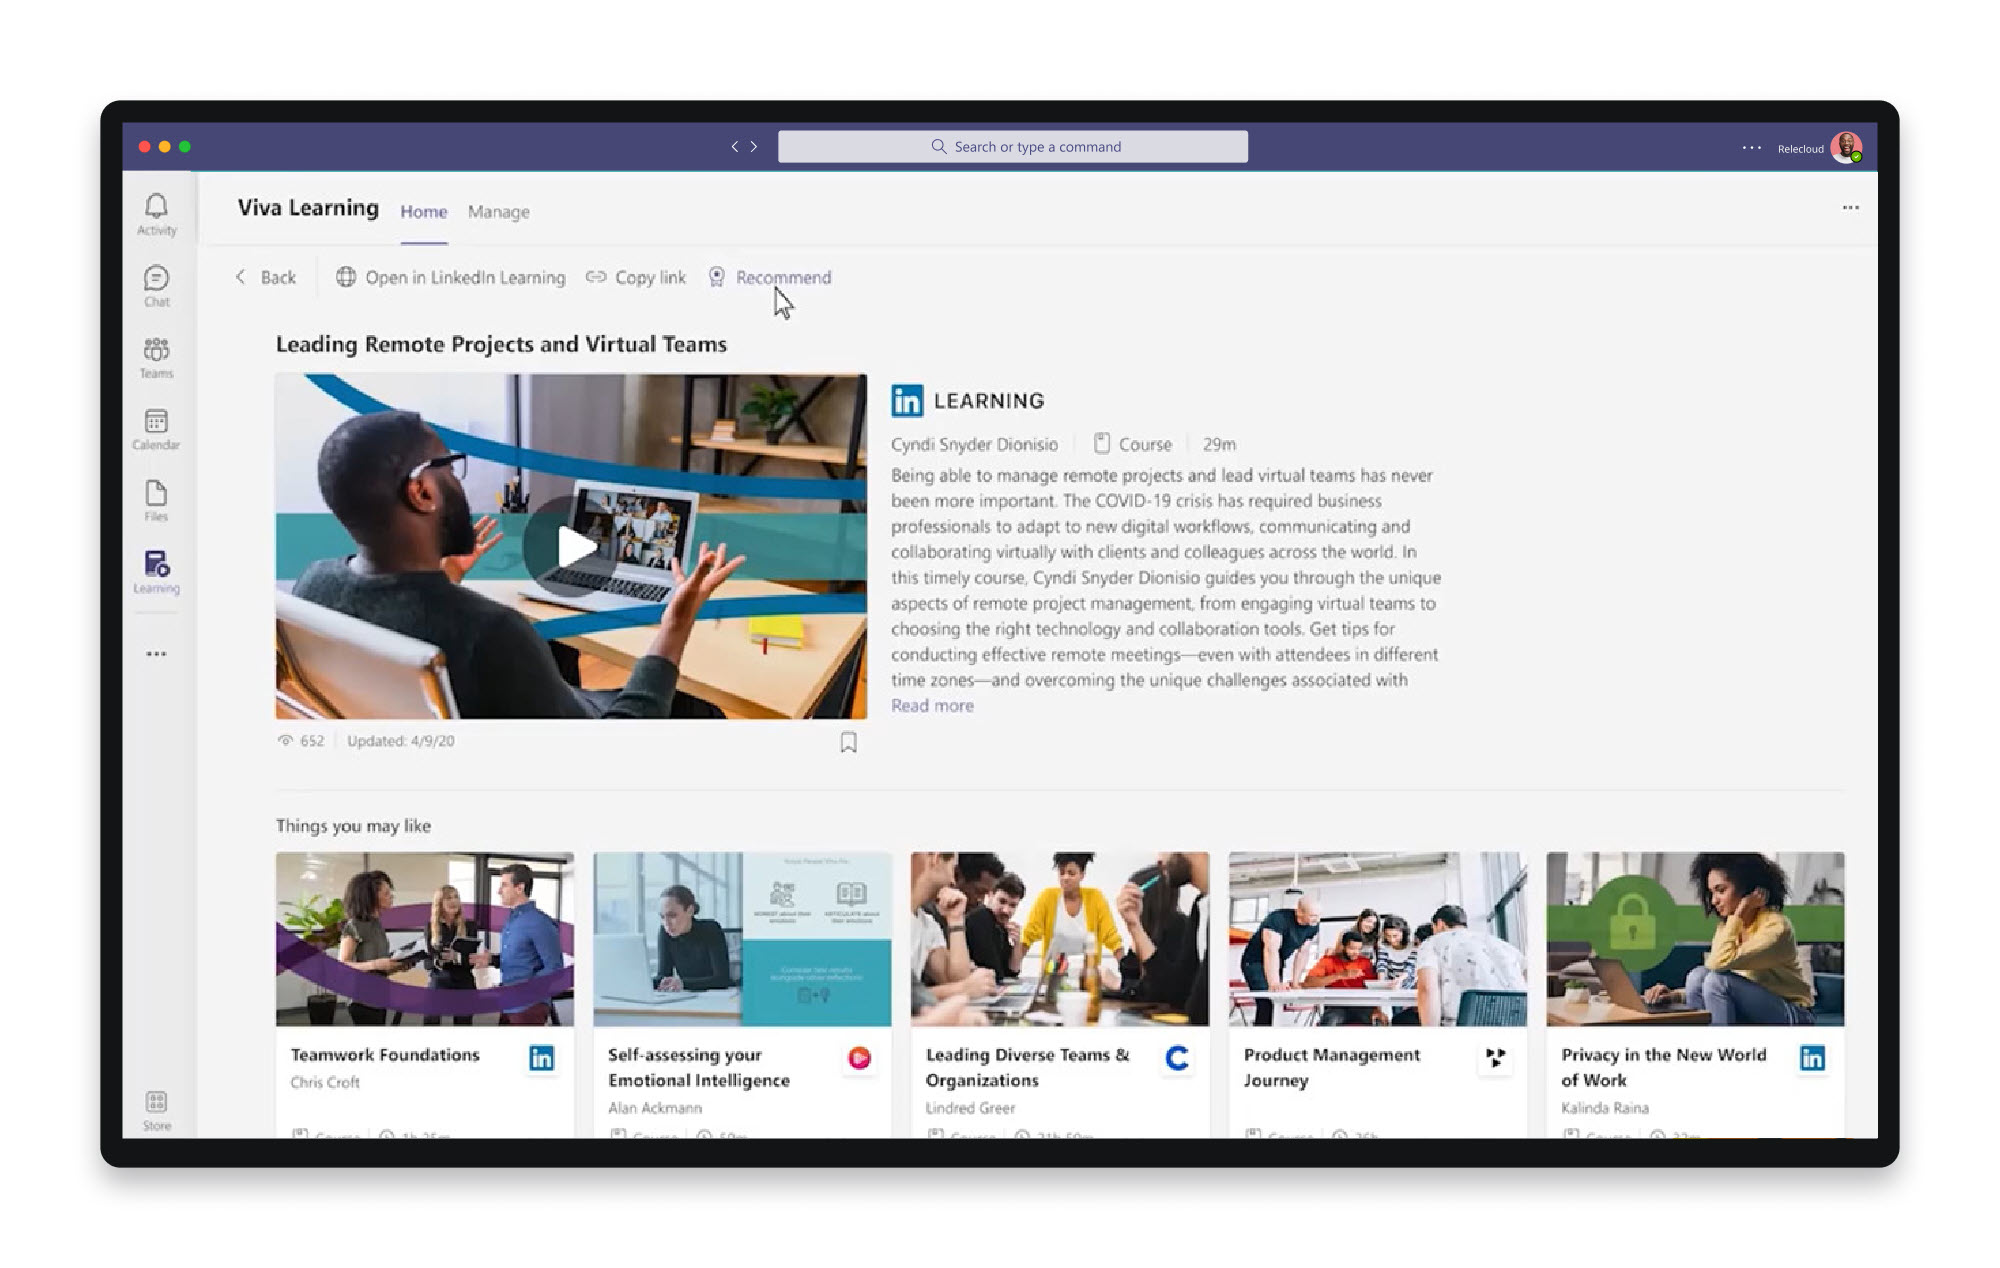 Search or type a command
Relecloud
Activity
Chat
Teams
Calendar
Files
Learning
Store
Viva Learning
Home
Manage
Back
Open in LinkedIn Learning
Copy link
Recommend
Leading Remote Projects and Virtual Teams
in LEARNING
Cyndi Snyder Dionisio
Course
29m
Being able to manage remote projects and lead virtual teams has never
been more important. The COVID-19 crisis has required business
professionals to adapt to new digital workflows, communicating and
collaborating virtually with clients and colleagues across the world. In
this timely course, Cyndi Snyder Dionisio guides you through the unique
aspects of remote project management, from engaging virtual teams to
choosing the right technology and collaboration tools. Get tips for
conducting effective remote meetings—even with attendees in different
time zones—and overcoming the unique challenges associated with
Read more
652
Updated: 4/9/20
Things you may like
Teamwork Foundations
in
Chris Croft
Self-assessing your
Emotional Intelligence
Alan Ackmann
Leading Diverse Teams &
Organizations
Lindred Greer
Product Management
Journey
Privacy in the New World
of Work
in
Kalinda Raina